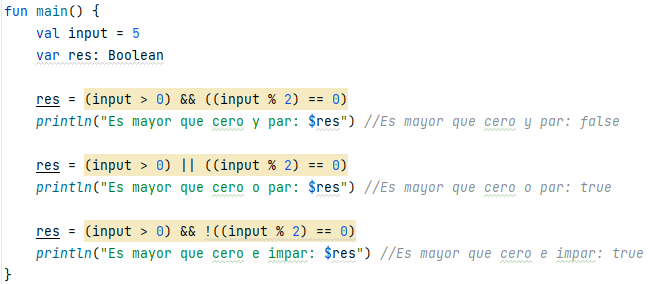 fun main() {
val input = 5
var res: Boolean
res = (input > 0) && ((input % 2) == 0)
println("Es mayor que cero y par: $res") //Es mayor que cero y par: false
res = (input > 0) || ((input % 2) == 0)
println("Es mayor que cero o par: $res") //Es mayor que cero o par: true
res = (input > 0) && !((input % 2) == 0)
println("Es mayor que cero e impar: $res") //Es mayor que cero e impar: true
}